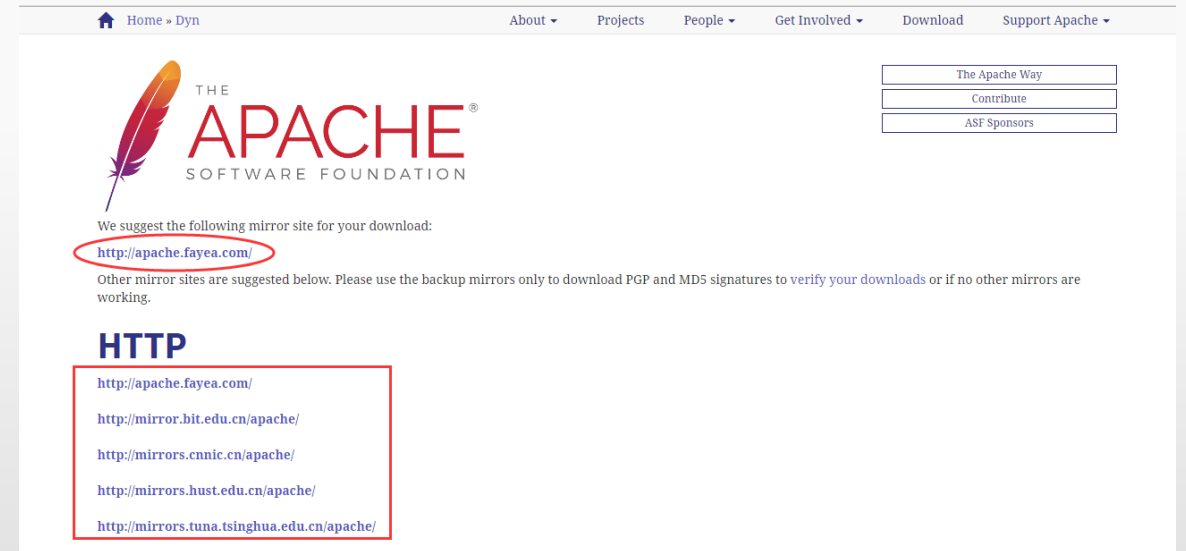 Home » Dyn
About
Projects
People
Get Involved
Download
Support Apache
THE
APACHE®
SOFTWARE FOUNDATION
The Apache Way
Contribute
ASF Sponsors
We suggest the following mirror site for your download:
http://apache.fayea.com/
Other mirror sites are suggested below. Please use the backup mirrors only to download PGP and MD5 signatures to verify your downloads or if no other mirrors are
working.
HTTP
http://apache.fayea.com/
http://mirror.bit.edu.cn/apache/
http://mirrors.cnnic.cn/apache/
http://mirrors.hust.edu.cn/apache/
http://mirrors.tuna.tsinghua.edu.cn/apache/